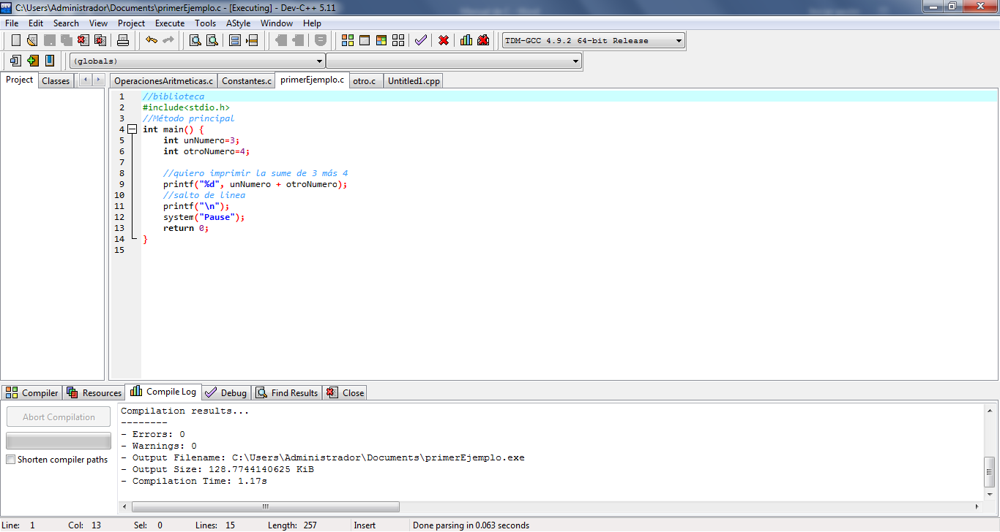 C:\Users\Administrador\Documents\primerEjemplo.c - [Executing] - Dev-C++ 5.11
File Edit Search View Project Execute Tools AStyle Window Help
TDM-GCC 4.9.2 64-bit Release
(globals)
Project Classes
OperacionesAritmeticas.c Constantes.c primerEjemplo.c otro.c Untitled1.cpp
1 //biblioteca
2 #include<stdio.h>
3 //Método principal
4 int main() {
5 int unNumero=3;
6 int otroNumero=4;
7
8 //quiero imprimir la sume de 3 más 4
9 printf("%d", unNumero + otroNumero);
10 //salto de linea
11 printf("\n");
12 system("Pause");
13 return 0;
14 }
15
Compiler Resources Compile Log Debug Find Results Close
Abort Compilation
Shorten compiler paths
Compilation results...
--------
- Errors: 0
- Warnings: 0
- Output Filename: C:\Users\Administrador\Documents\primerEjemplo.exe
- Output Size: 128.7744140625 KiB
- Compilation Time: 1.17s
Line: 1 Col: 13 Sel: 0 Lines: 15 Length: 257 Insert Done parsing in 0.063 seconds